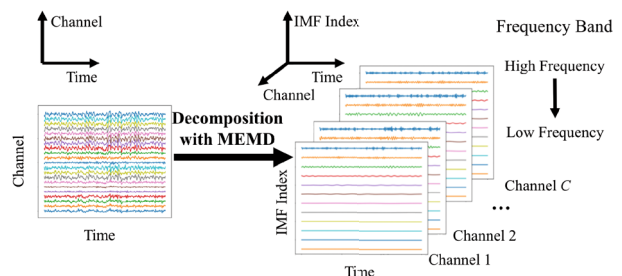 Channel
Time
IMF Index
Time
Channel
Frequency Band
High Frequency
Low Frequency
Decomposition
with MEMD
Channel
Time
IMF Index
Time
Channel 1
Channel 2
...
Channel C